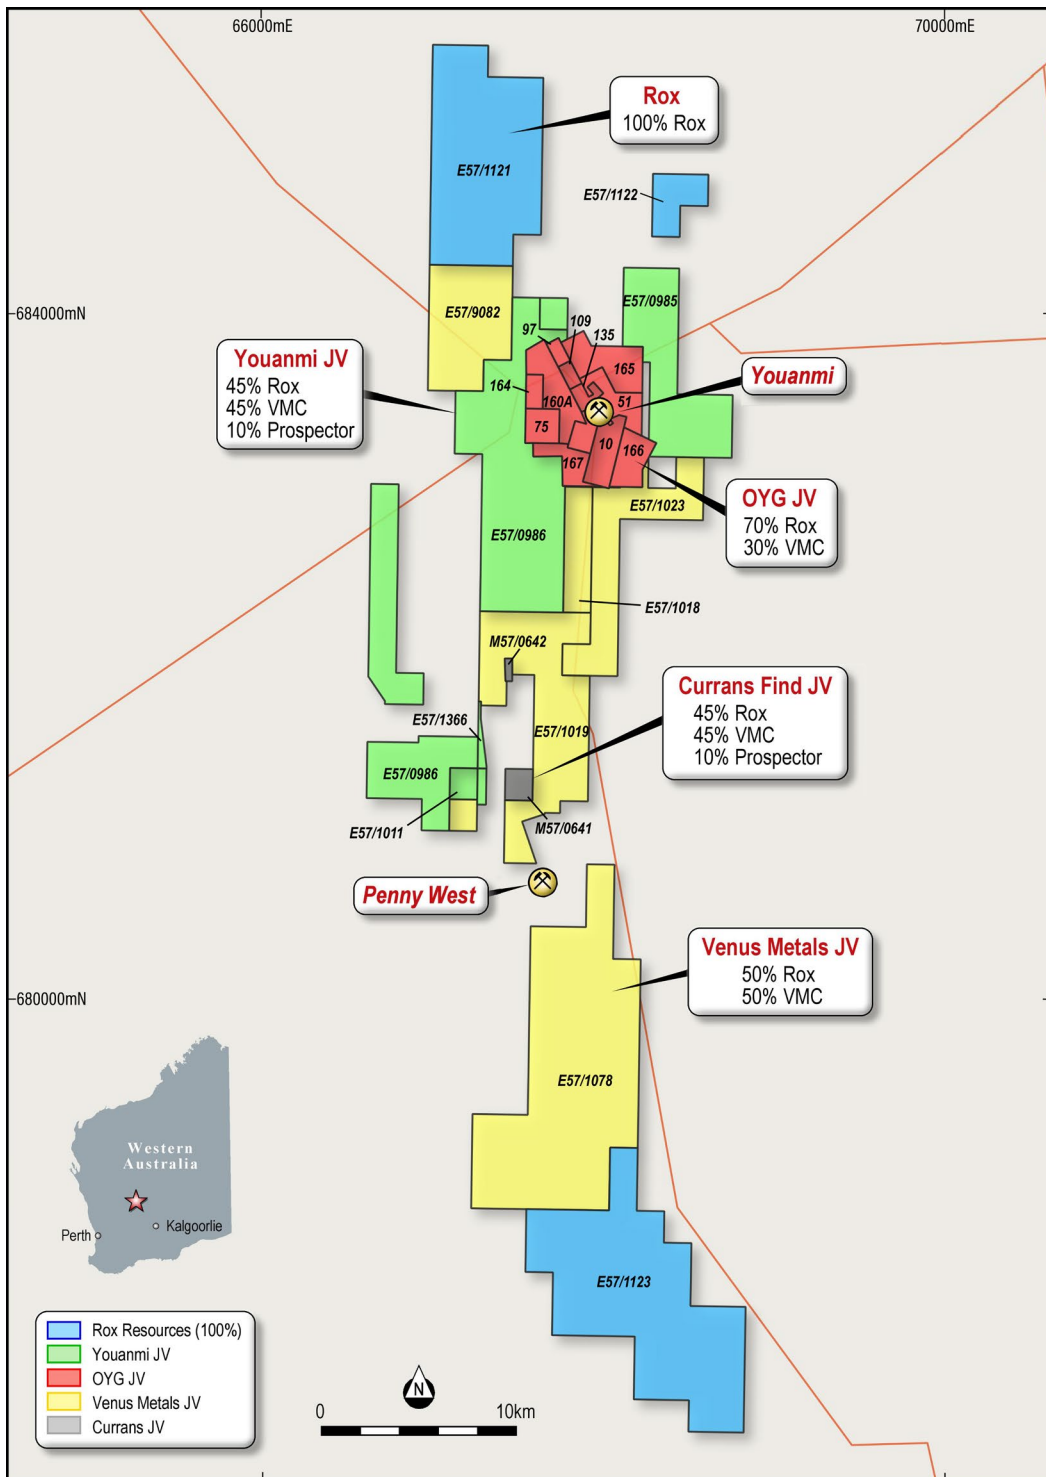 66000mE
70000mE
Rox
100% Rox
E57/1121
E57/1122
684000mN
E57/9082
E57/0985
97
109
135
165
Youanmi JV
45% Rox
45% VMC
10% Prospector
164
160A
51
Youanmi
75
10
166
167
OYG JV
70% Rox
30% VMC
E57/1023
E57/0986
E57/1018
M57/0642
Currans Find JV
45% Rox
45% VMC
10% Prospector
E57/1366
E57/1019
E57/0986
E57/1011
M57/0641
Penny West
Venus Metals JV
50% Rox
50% VMC
680000mN
E57/1078
Western
Australia
Kalgoorlie
Perth
E57/1123
Rox Resources (100%)
Youanmi JV
OYG JV
Venus Metals JV
Currans JV
N
0
10km